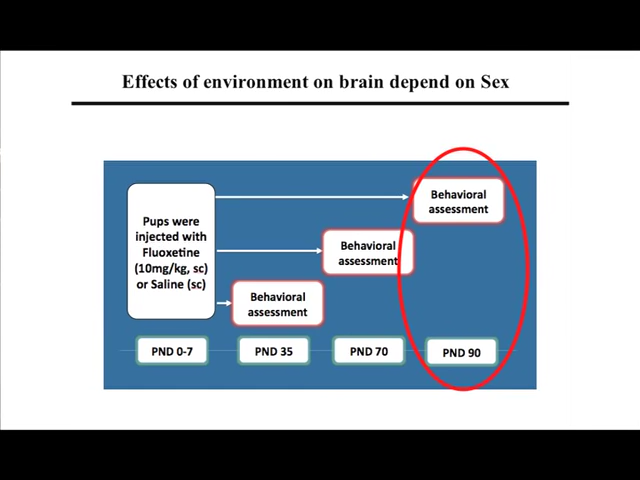 Effects of environment on brain depend on Sex
Pups were
injected with
Fluoxetine
(10mg/kg, sc)
or Saline (sc)
Behavioral
assessment
Behavioral
assessment
Behavioral
assessment
PND 0-7
PND 35
PND 70
PND 90